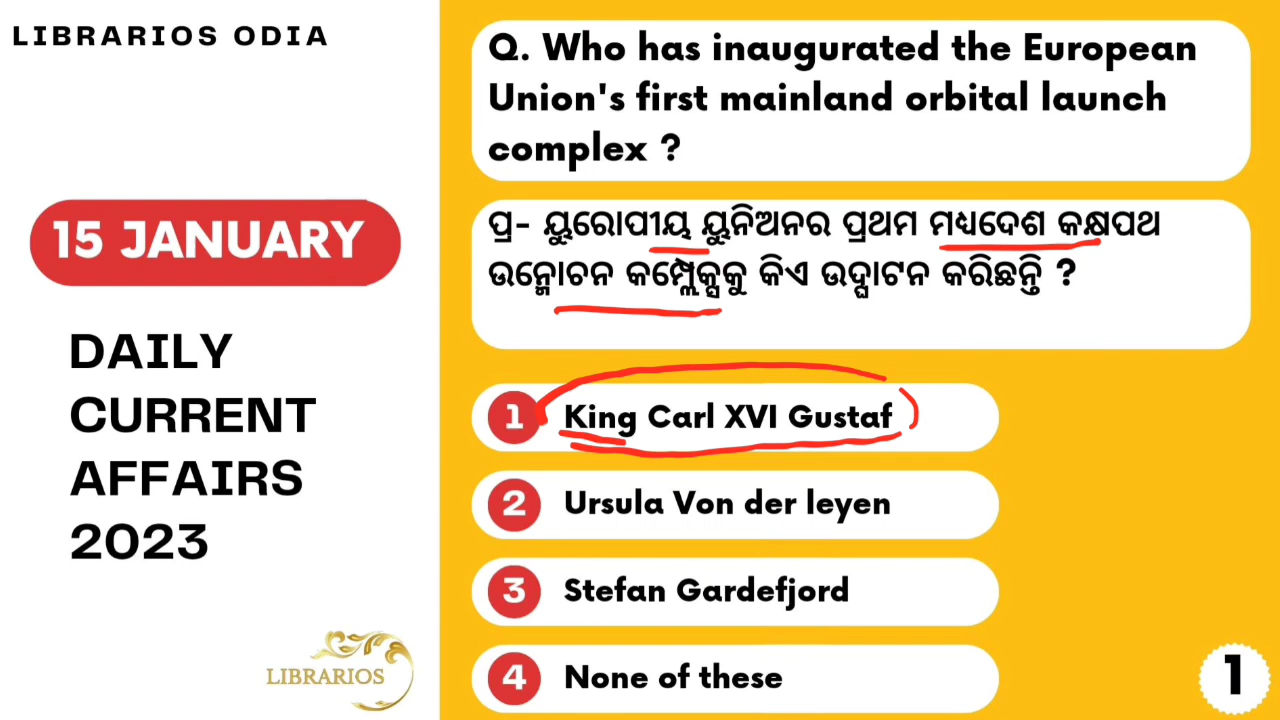 LIBRARIOS ODIA
15 JANUARY
DAILY
CURRENT
AFFAIRS
2023
LIBRARIOS
Q. Who has inaugurated the European
Union's first mainland orbital launch
complex ?
ପ୍ର- ୟୁରୋପୀୟ ୟୁନିଅନର ପ୍ରଥମ ମଧ୍ୟଦେଶ କକ୍ଷପଥ
ଉନ୍ମୋଚନ କମ୍ପ୍ଲେକ୍ସକୁ କିଏ ଉଦ୍ଘାଟନ କରିଛନ୍ତି ?
1 King Carl XVI Gustaf
2 Ursula Von der leyen
3 Stefan Gardefjord
4 None of these
1